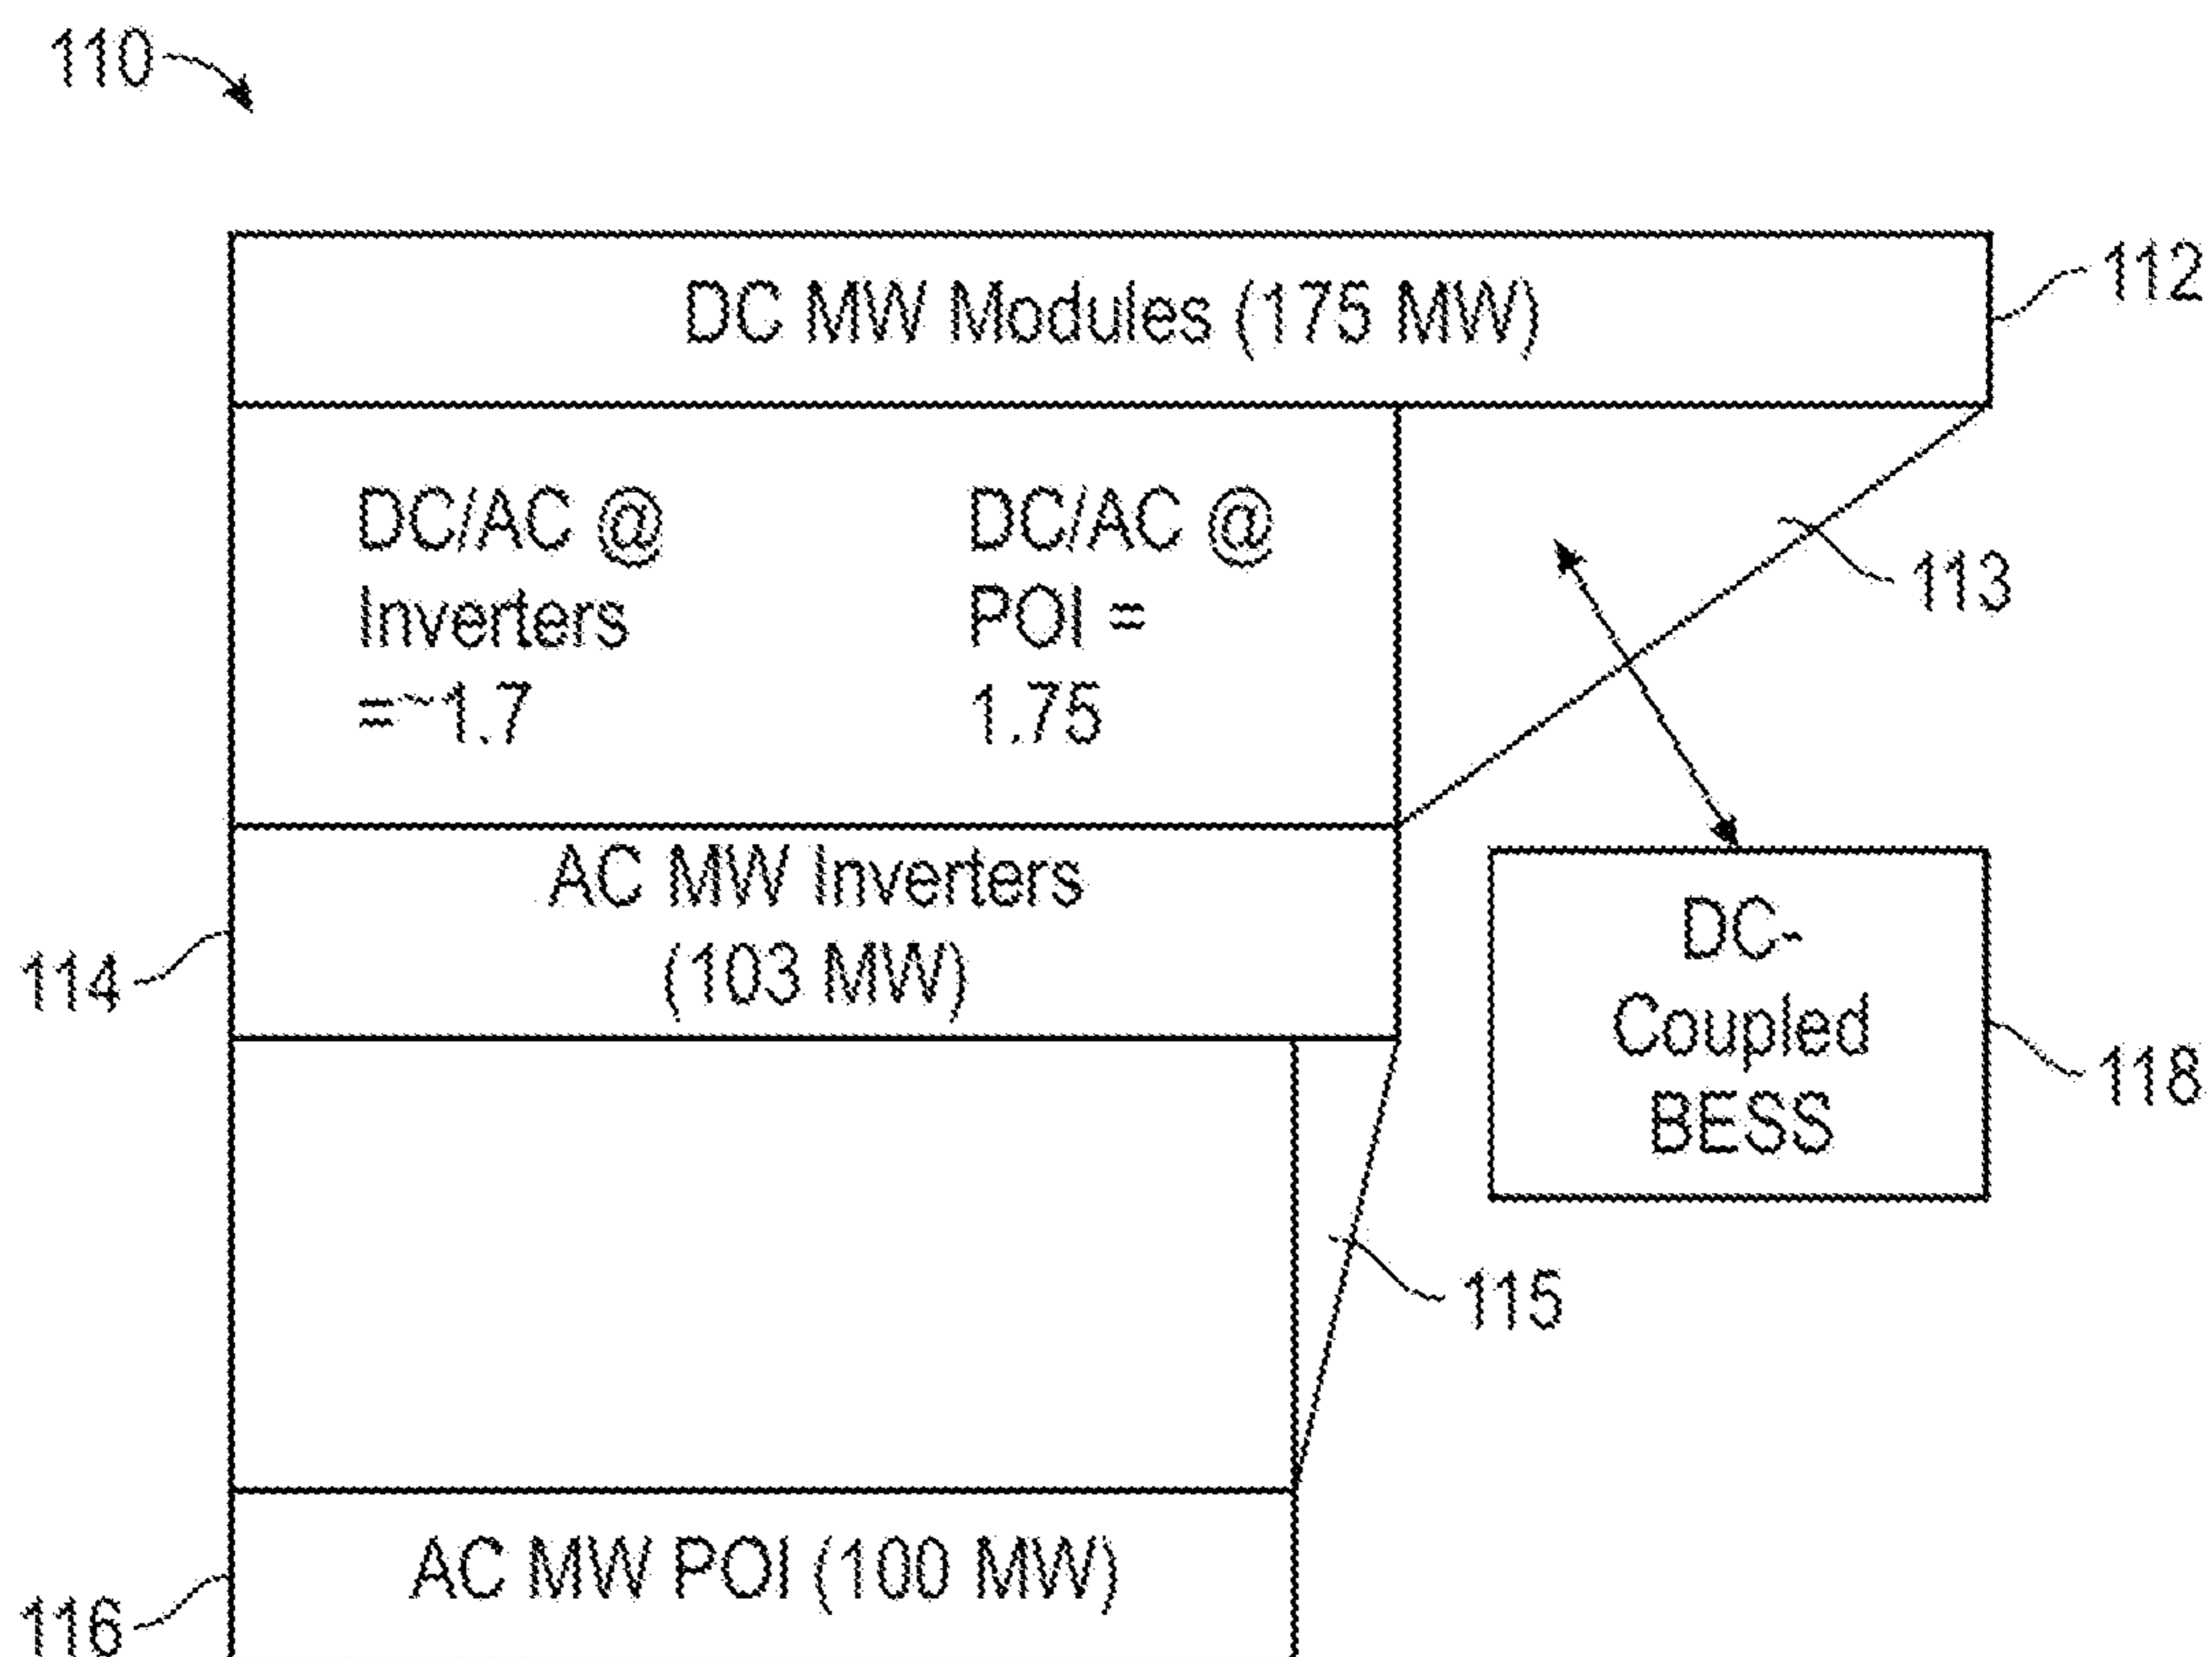 110
DC MW Modules (175 MW)
112
DC/AC @
Inverters
=~1.7
DC/AC @
POI =
1.75
113
AC MW Inverters
(103 MW)
114
DC-
Coupled
BESS
118
115
AC MW POI (100 MW)
116